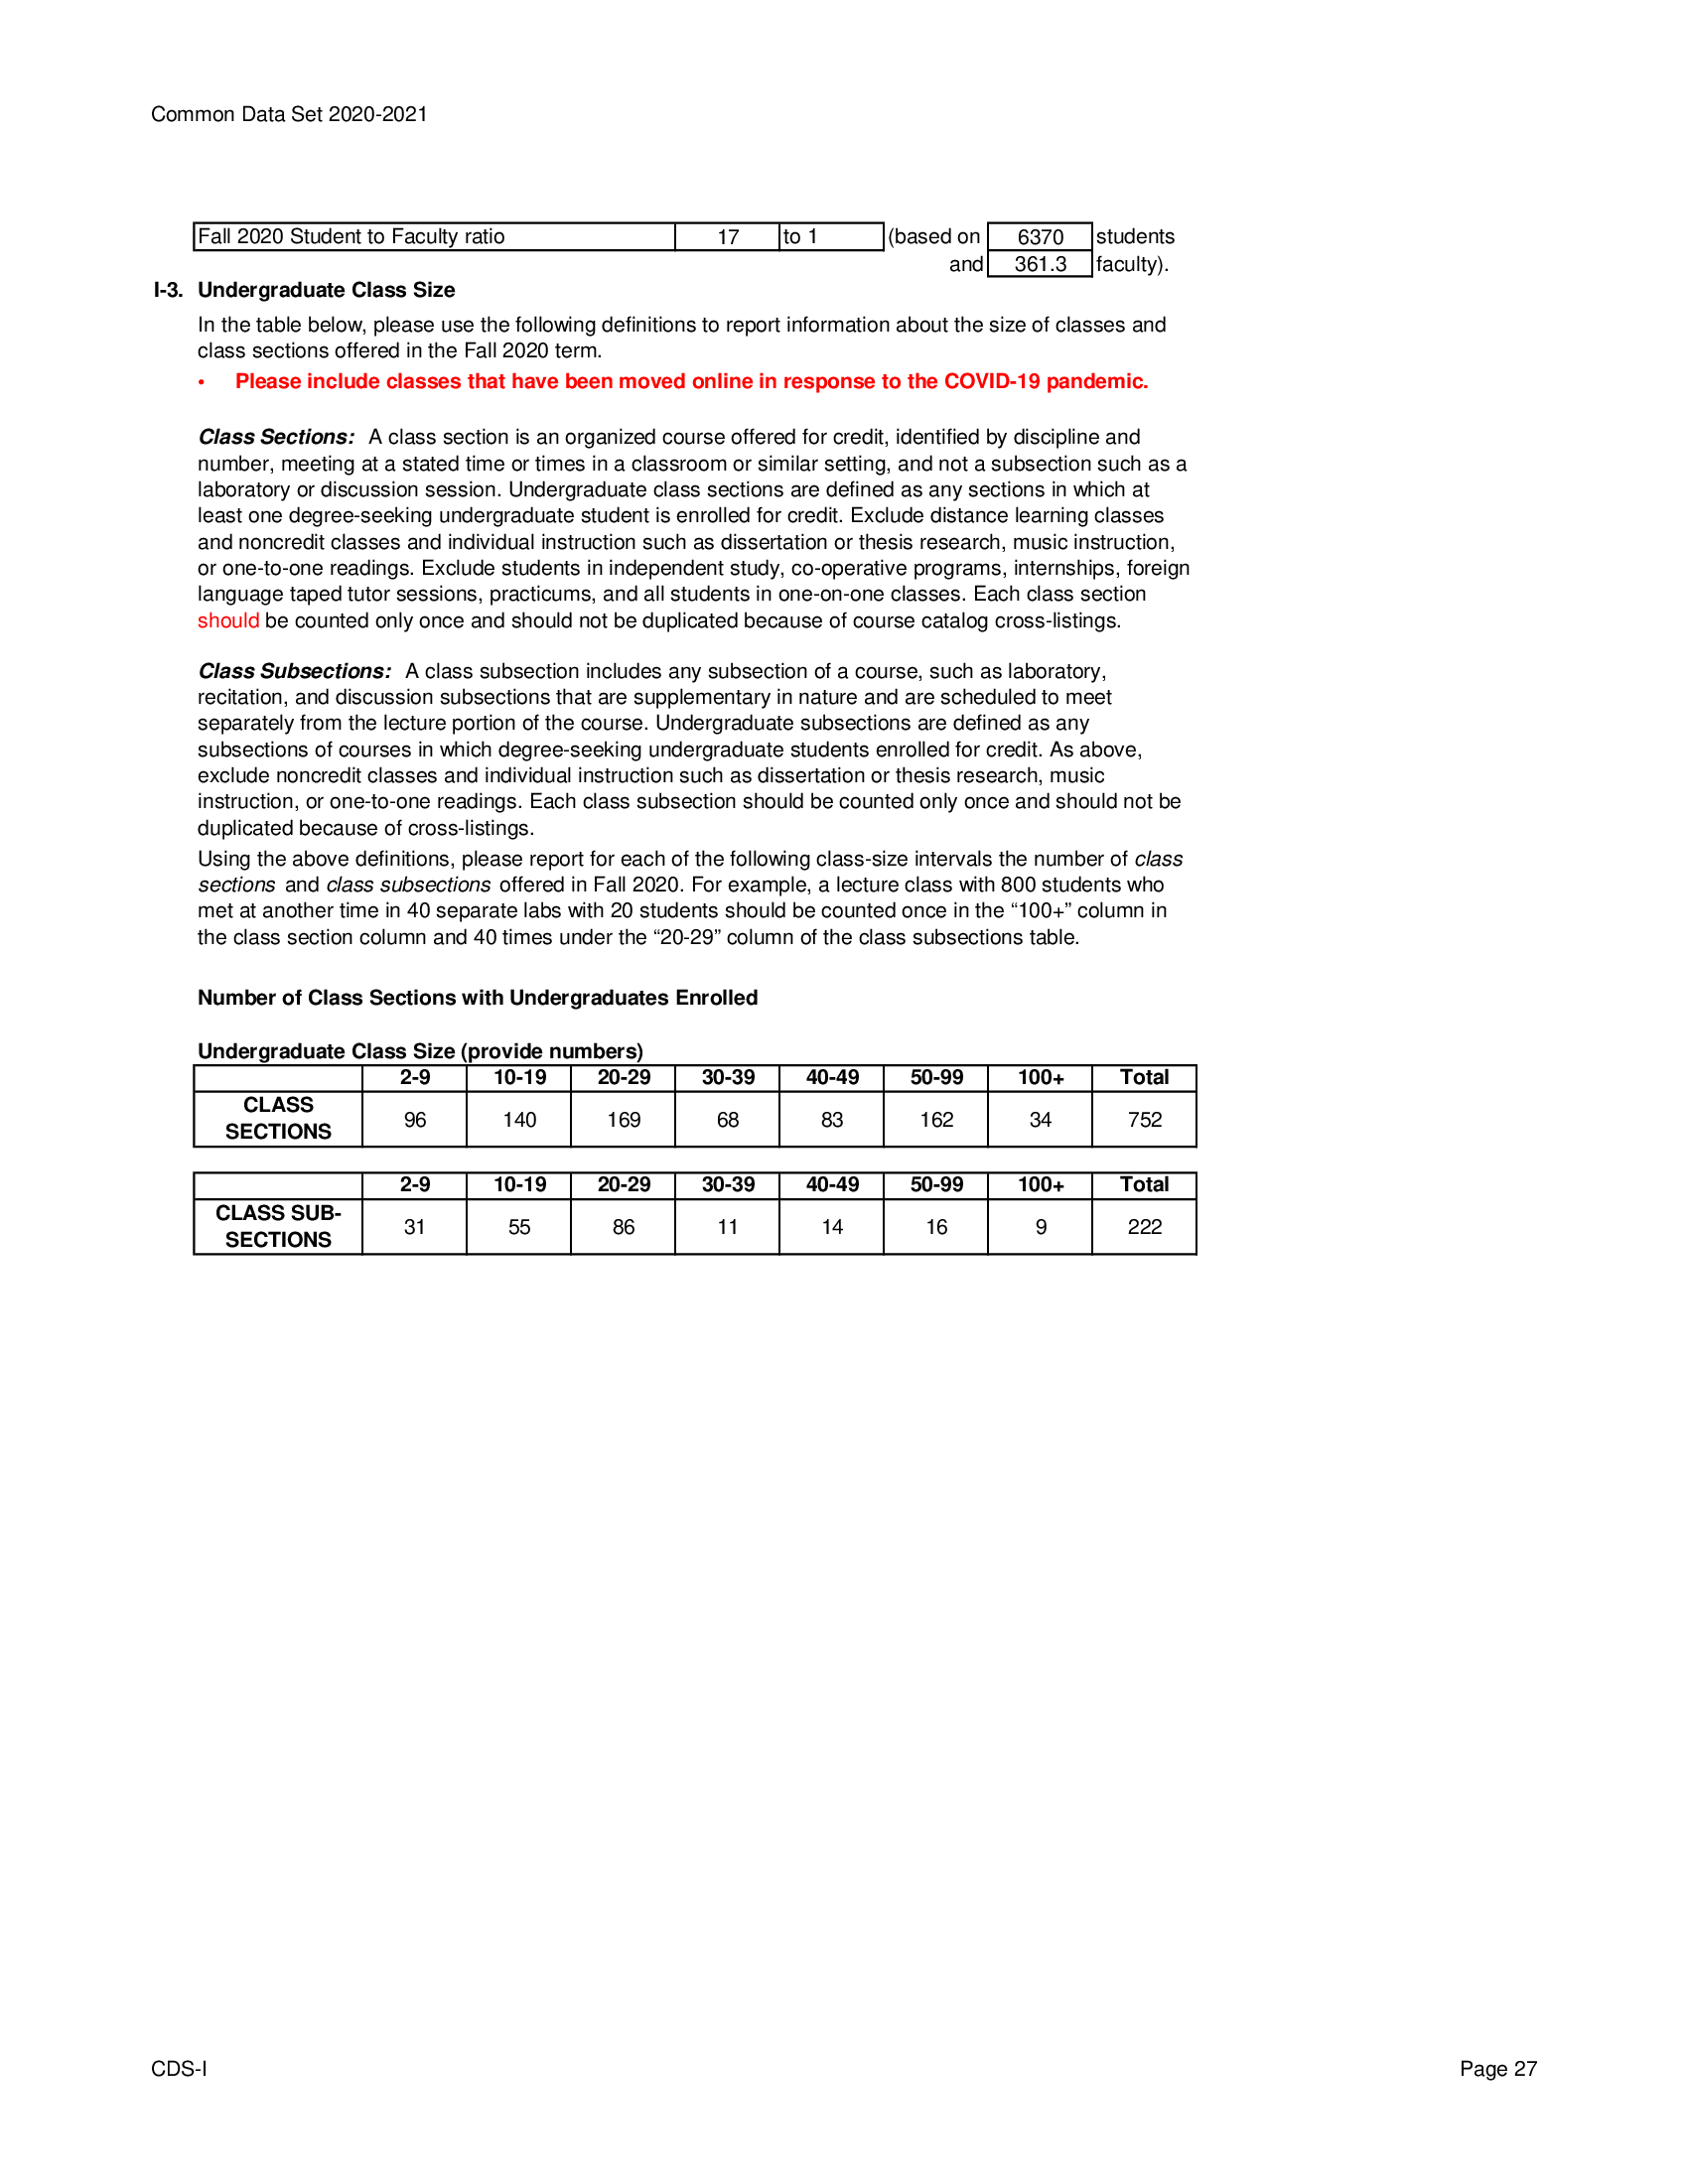 Common Data Set 2020-2021
Fall 2020 Student to Faculty ratio 17 to 1 (based on 6370 students
and 361.3 faculty).
I-3. Undergraduate Class Size
In the table below, please use the following definitions to report information about the size of classes and
class sections offered in the Fall 2020 term.
• Please include classes that have been moved online in response to the COVID-19 pandemic.
Class Sections: A class section is an organized course offered for credit, identified by discipline and
number, meeting at a stated time or times in a classroom or similar setting, and not a subsection such as a
laboratory or discussion session. Undergraduate class sections are defined as any sections in which at
least one degree-seeking undergraduate student is enrolled for credit. Exclude distance learning classes
and noncredit classes and individual instruction such as dissertation or thesis research, music instruction,
or one-to-one readings. Exclude students in independent study, co-operative programs, internships, foreign
language taped tutor sessions, practicums, and all students in one-on-one classes. Each class section
should be counted only once and should not be duplicated because of course catalog cross-listings.
Class Subsections: A class subsection includes any subsection of a course, such as laboratory,
recitation, and discussion subsections that are supplementary in nature and are scheduled to meet
separately from the lecture portion of the course. Undergraduate subsections are defined as any
subsections of courses in which degree-seeking undergraduate students enrolled for credit. As above,
exclude noncredit classes and individual instruction such as dissertation or thesis research, music
instruction, or one-to-one readings. Each class subsection should be counted only once and should not be
duplicated because of cross-listings.
Using the above definitions, please report for each of the following class-size intervals the number of class
sections and class subsections offered in Fall 2020. For example, a lecture class with 800 students who
met at another time in 40 separate labs with 20 students should be counted once in the “100+” column in
the class section column and 40 times under the “20-29” column of the class subsections table.
Number of Class Sections with Undergraduates Enrolled
Undergraduate Class Size (provide numbers)
2-9 10-19 20-29 30-39 40-49 50-99 100+ Total
CLASS
SECTIONS 96 140 169 68 83 162 34 752
2-9 10-19 20-29 30-39 40-49 50-99 100+ Total
CLASS SUB-
SECTIONS 31 55 86 11 14 16 9 222
CDS-I Page 27